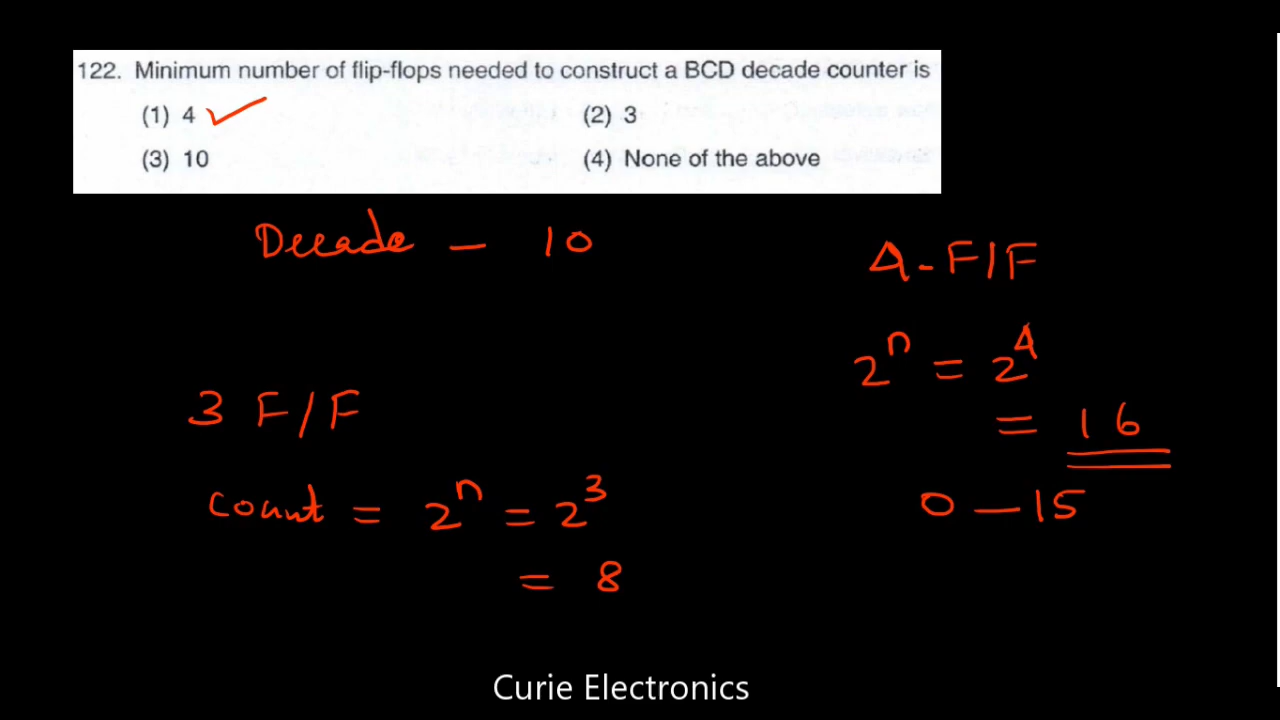 122. Minimum number of flip-flops needed to construct a BCD decade counter is
(1) 4 (2) 3
(3) 10 (4) None of the above
Decade - 10
3 F/F
count = 2ⁿ = 2³
= 8
4-F/F
2ⁿ = 2⁴
= 16
0 - 15
Curie Electronics